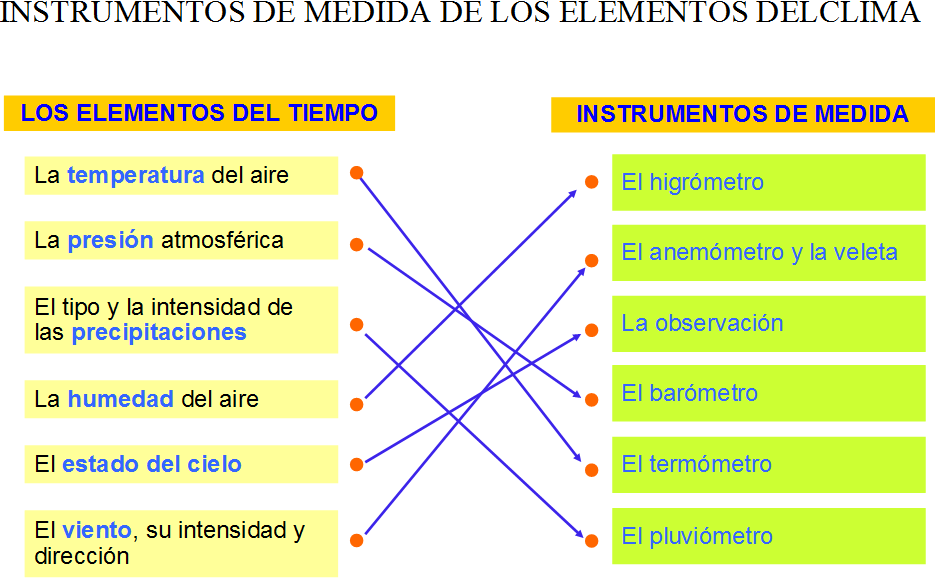 INSTRUMENTOS DE MEDIDA DE LOS ELEMENTOS DELCLIMA
LOS ELEMENTOS DEL TIEMPO
La temperatura del aire
La presión atmosférica
El tipo y la intensidad de
las precipitaciones
La humedad del aire
El estado del cielo
El viento, su intensidad y
dirección
INSTRUMENTOS DE MEDIDA
El higrómetro
El anemómetro y la veleta
La observación
El barómetro
El termómetro
El pluviómetro